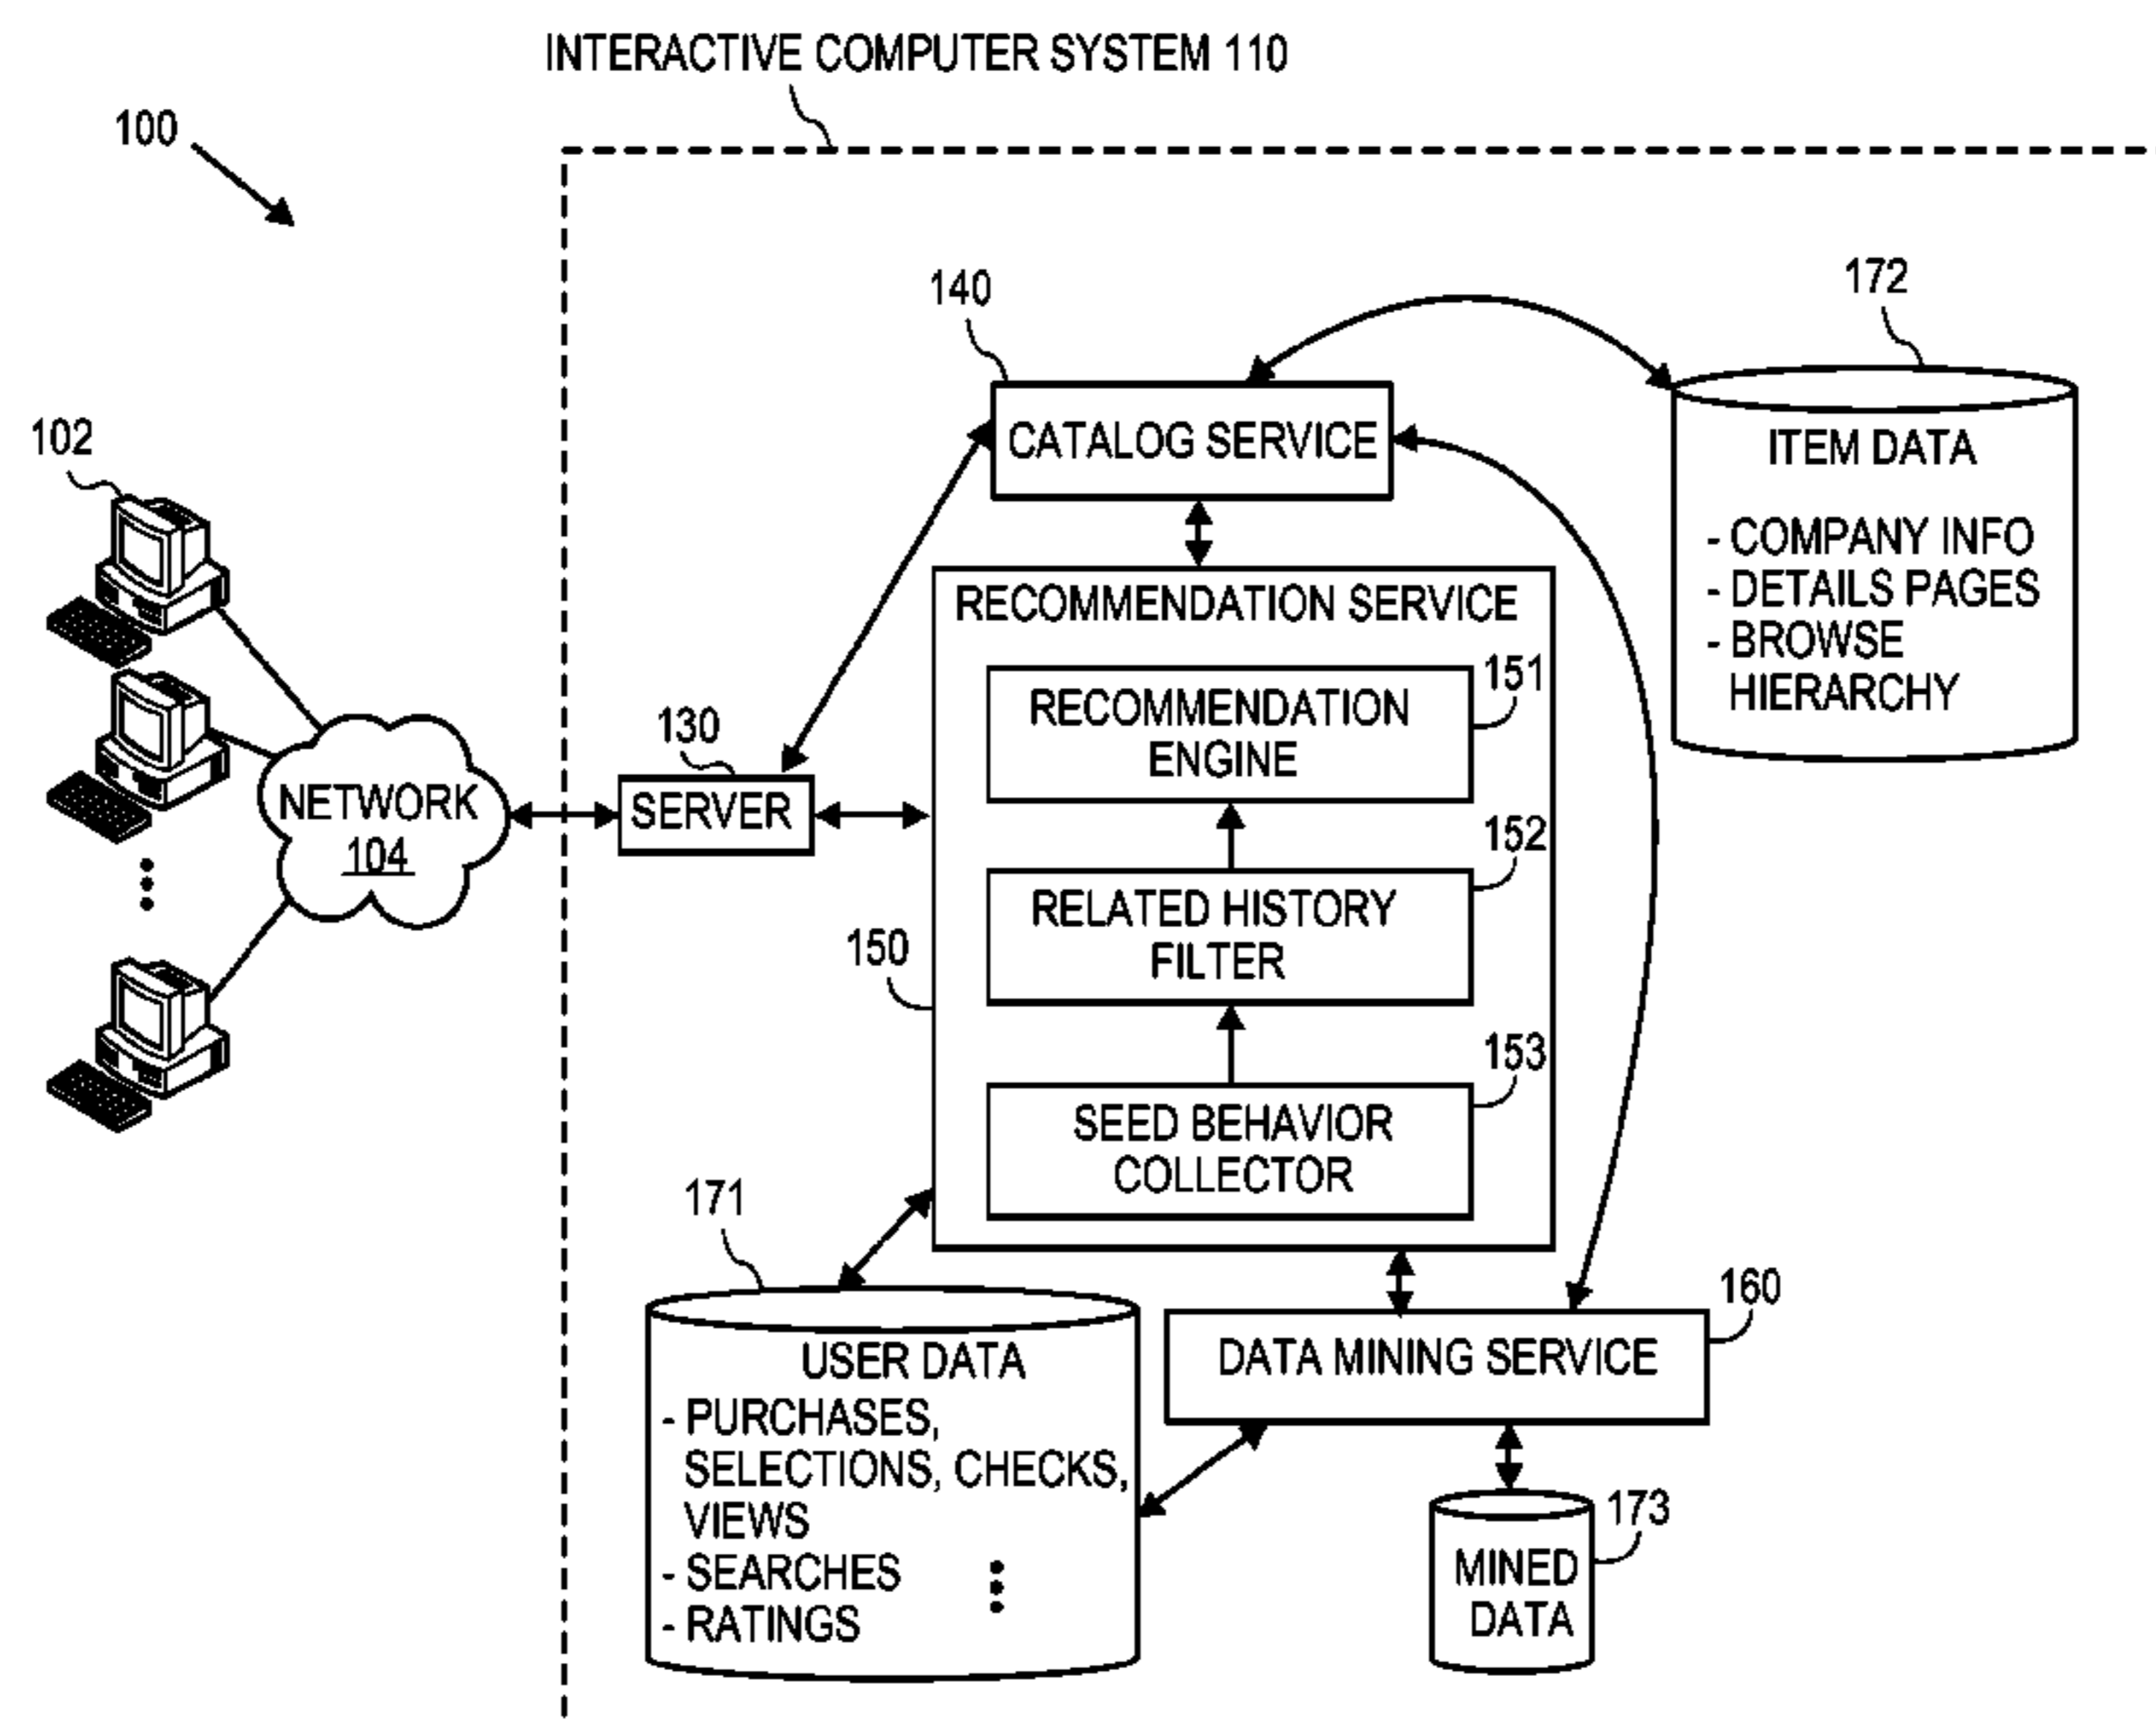 INTERACTIVE COMPUTER SYSTEM 110
100
140
172
CATALOG SERVICE
ITEM DATA
- COMPANY INFO
- DETAILS PAGES
- BROWSE
HIERARCHY
102
RECOMMENDATION SERVICE
151
RECOMMENDATION
ENGINE
130
SERVER
NETWORK
104
152
RELATED HISTORY
FILTER
150
153
SEED BEHAVIOR
COLLECTOR
171
160
USER DATA
- PURCHASES,
SELECTIONS, CHECKS,
VIEWS
- SEARCHES
- RATINGS
DATA MINING SERVICE
173
MINED
DATA